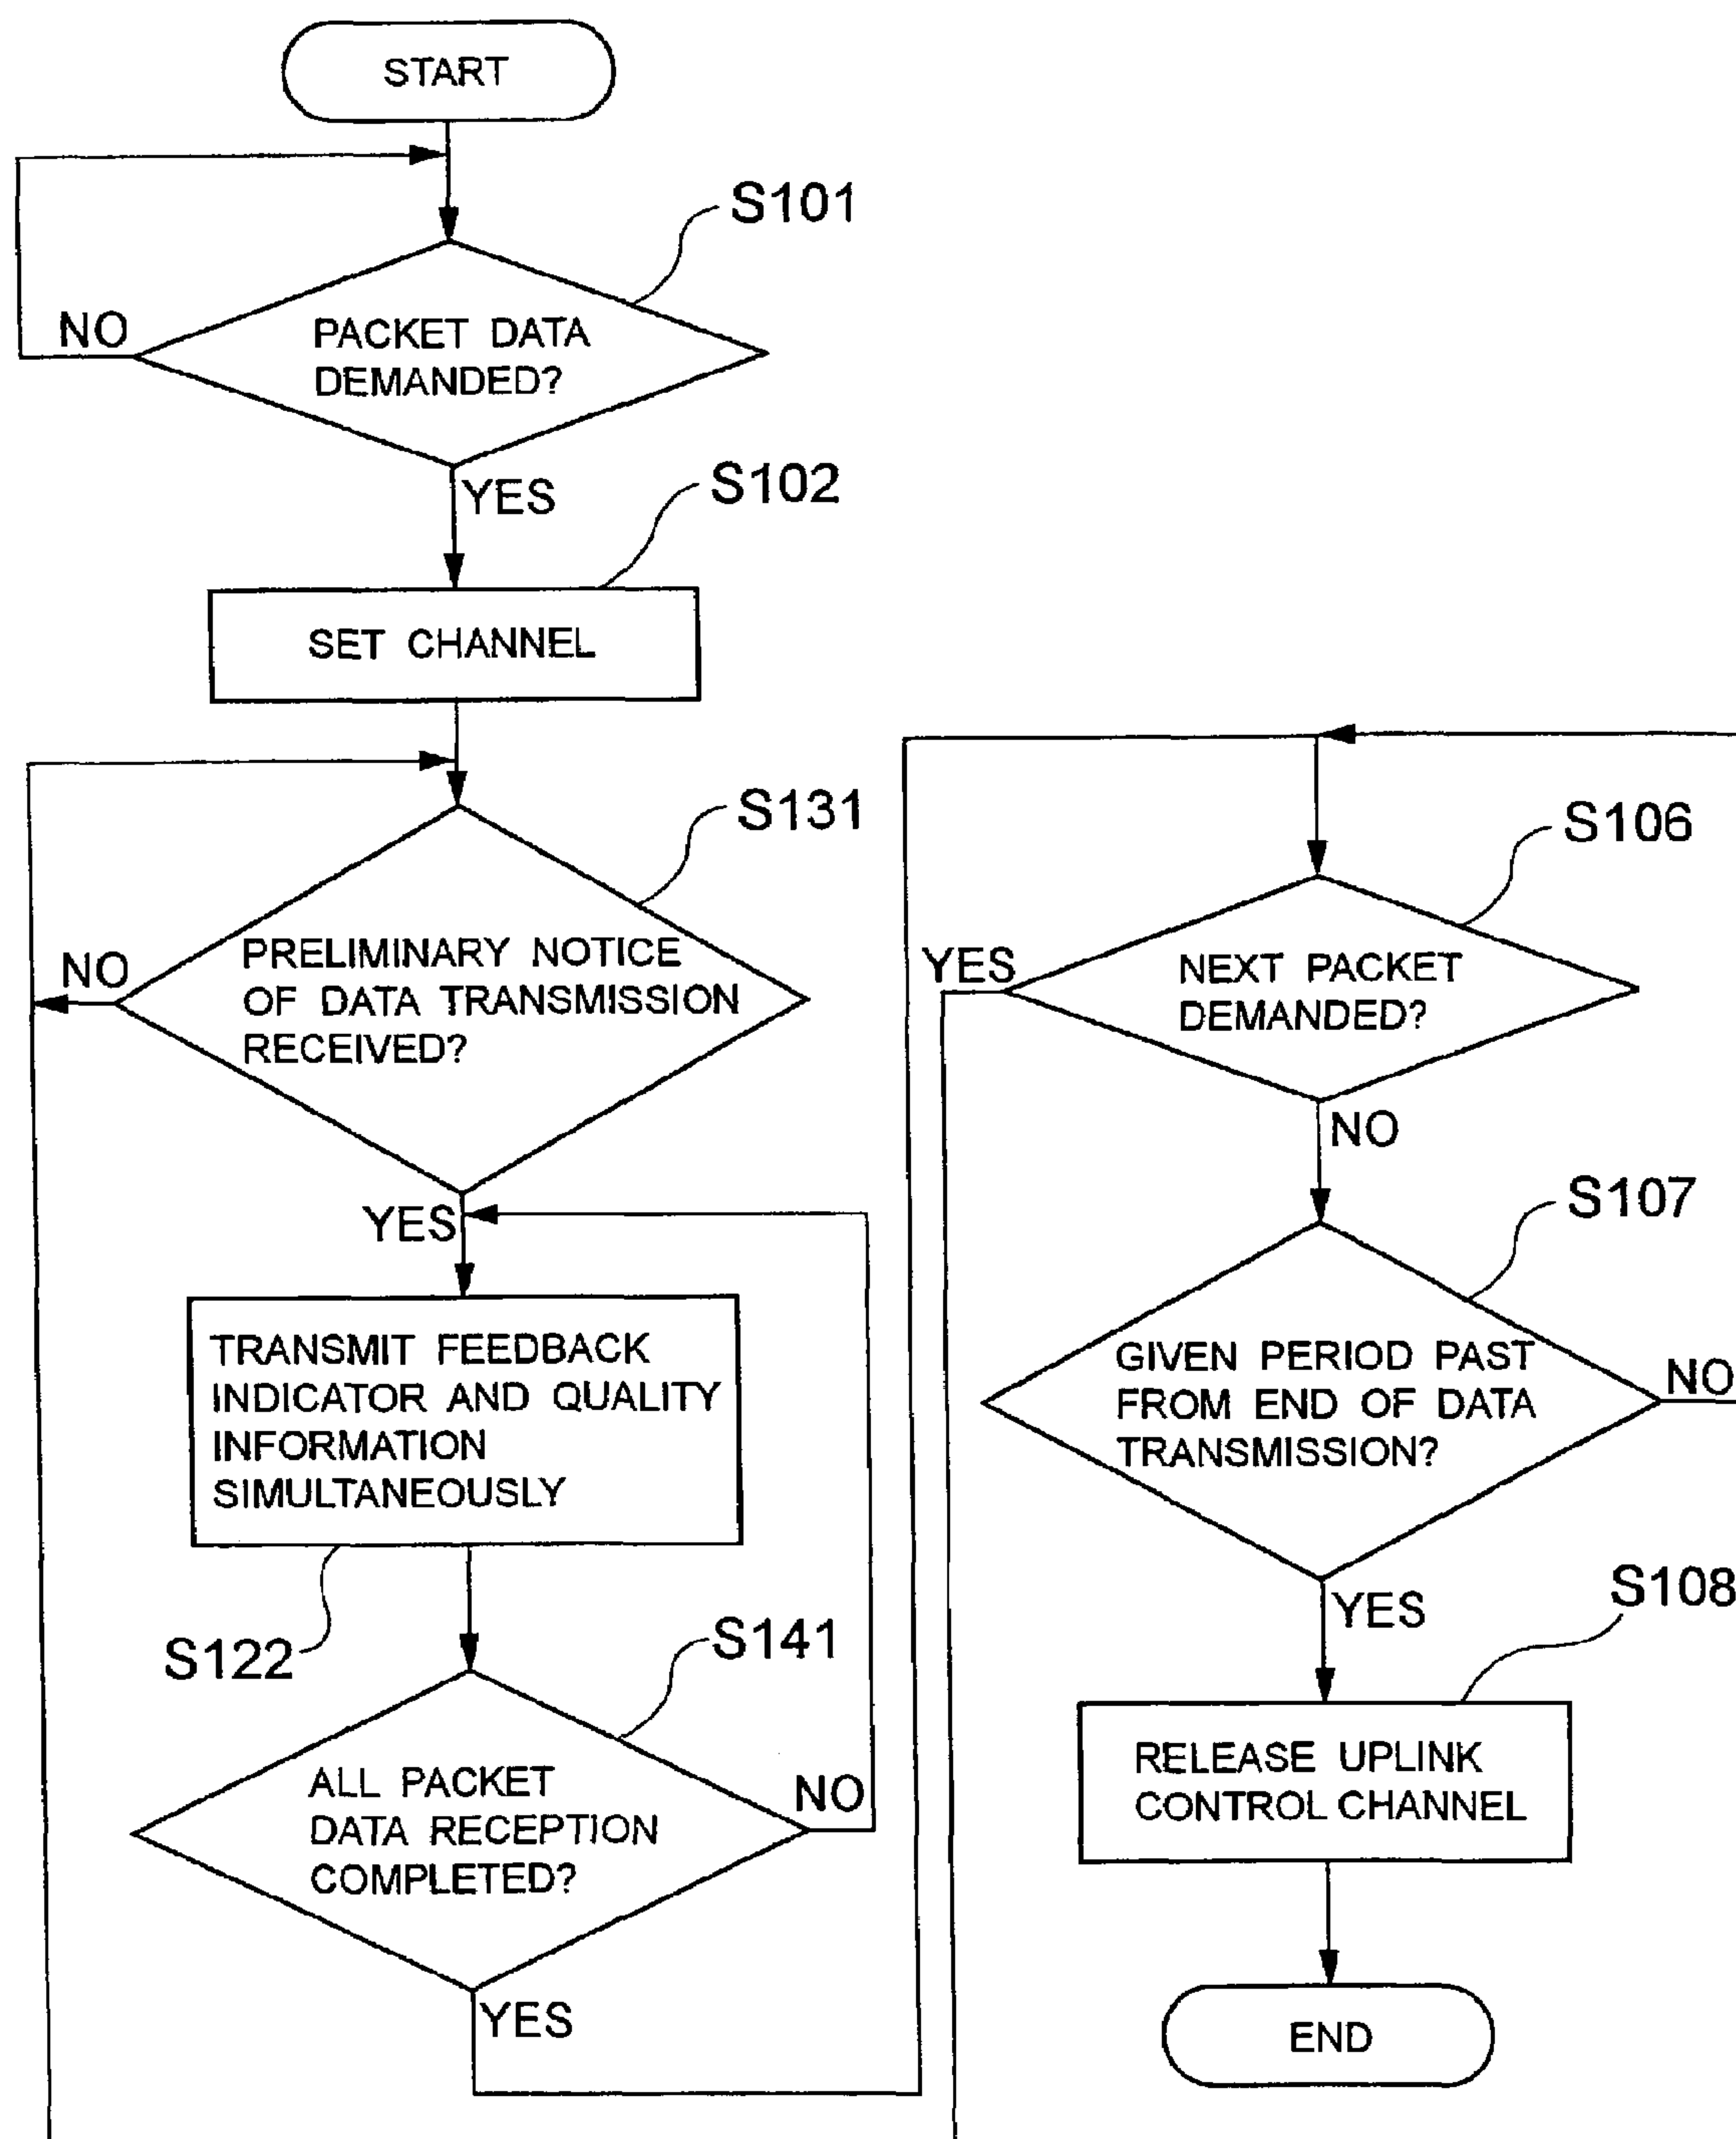 START
S101
NO
PACKET DATA
DEMANDED?
YES
S102
SET CHANNEL
S131
NO
PRELIMINARY NOTICE
OF DATA TRANSMISSION
RECEIVED?
YES
TRANSMIT FEEDBACK
INDICATOR AND QUALITY
INFORMATION
SIMULTANEOUSLY
S122
S141
ALL PACKET
DATA RECEPTION
COMPLETED?
NO
YES
S106
YES
NEXT PACKET
DEMANDED?
NO
S107
GIVEN PERIOD PAST
FROM END OF DATA
TRANSMISSION?
NO
YES
S108
RELEASE UPLINK
CONTROL CHANNEL
END